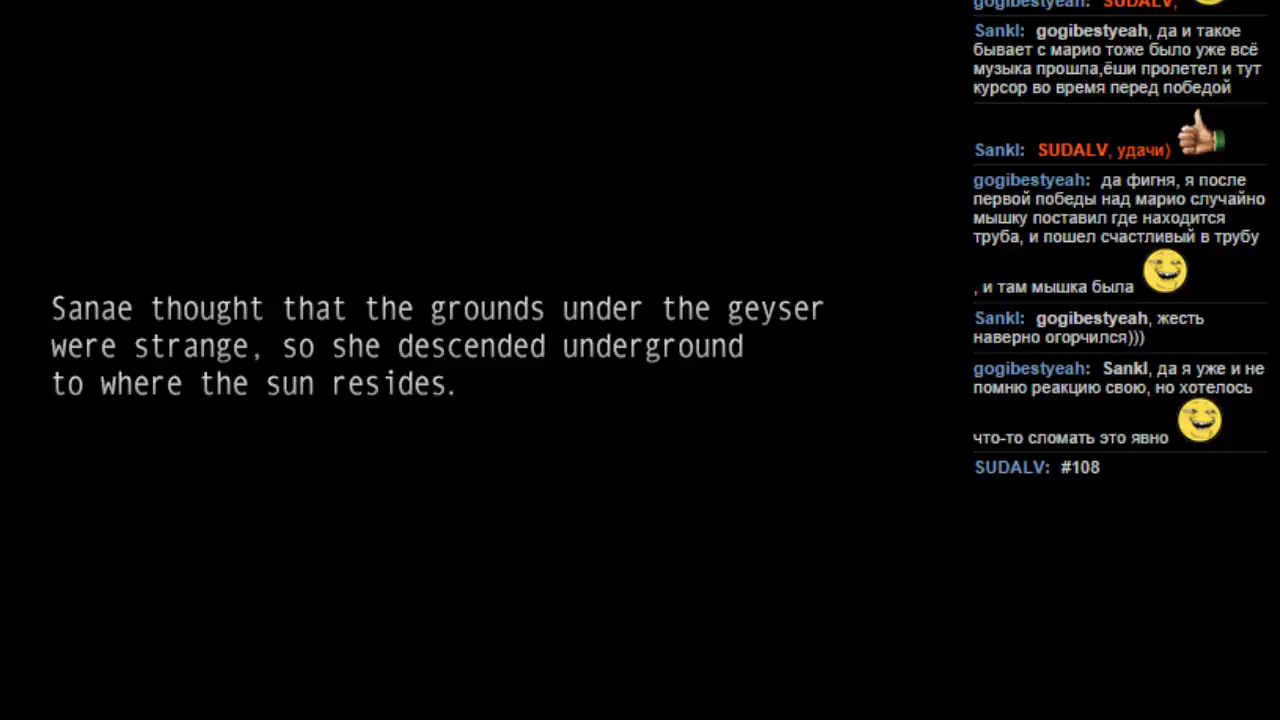 Sanae thought that the grounds under the geyser
were strange, so she descended underground
to where the sun resides.
gogibestyeah: SUDALV,
Sankl: gogibestyeah, да и такое
бывает с марио тоже было уже всё
музыка прошла,ёши пролетел и тут
курсор во время перед победой
Sankl: SUDALV, удачи)
gogibestyeah: да фигня, я после
первой победы над марио случайно
мышку поставил где находится
труба, и пошел счастливый в трубу
, и там мышка была
Sankl: gogibestyeah, жесть
наверно огорчился)))
gogibestyeah: Sankl, да я уже и не
помню реакцию свою, но хотелось
что-то сломать это явно
SUDALV: #108